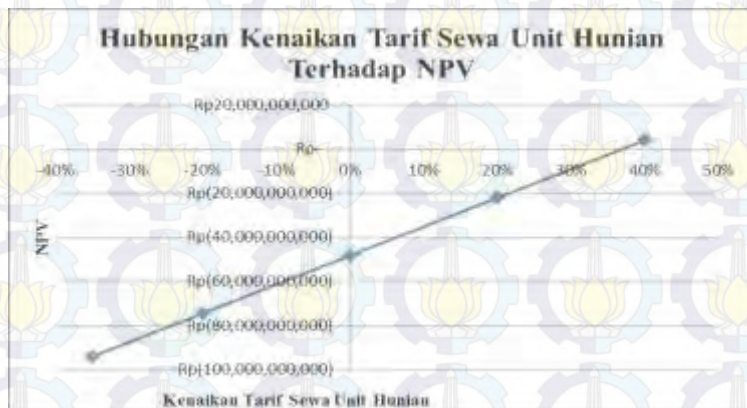 Hubungan Kenaikan Tarif Sewa Unit Hunian
Terhadap NPV
Rp20,000,000,000
Rp-
-40% -30% -20% -10% 0% 10% 20% 30% 40% 50%
Rp(20,000,000,000)
Rp(40,000,000,000)
Rp(60,000,000,000)
Rp(80,000,000,000)
Rp(100,000,000,000)
NPV
Kenaikan Tarif Sewa Unit Hunian